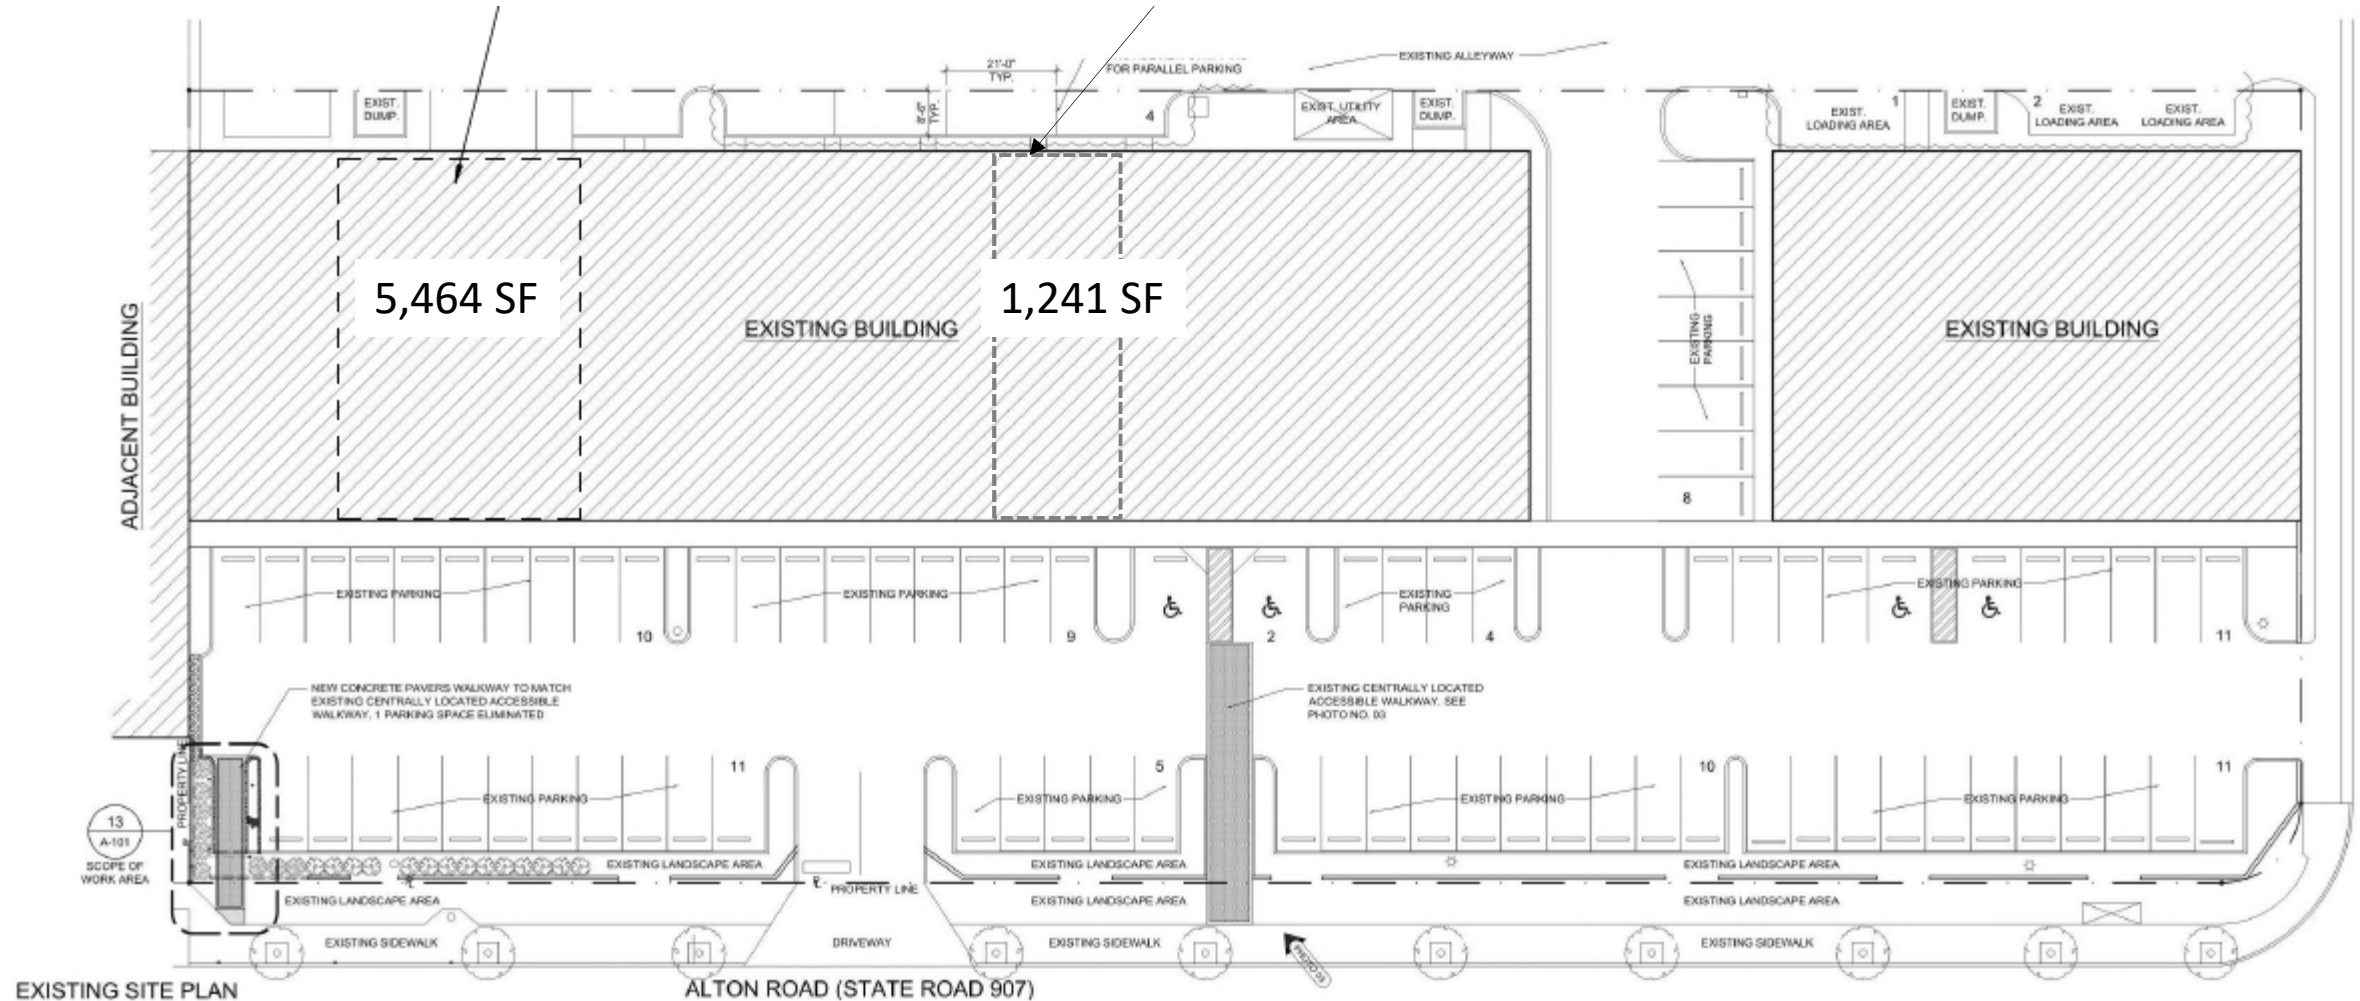 EXISTING ALLEYWAY
21'-0"
TYP.
FOR PARALLEL PARKING
EXIST.
DUMP.
8'-6"
TYP.
4
EXIST. UTILITY
AREA
EXIST.
DUMP.
1
EXIST.
LOADING AREA
EXIST.
DUMP.
2
EXIST.
LOADING AREA
EXIST.
LOADING AREA
ADJACENT BUILDING
5,464 SF
EXISTING BUILDING
1,241 SF
EXISTING
PARKING
8
EXISTING BUILDING
EXISTING PARKING
10
EXISTING PARKING
9
2
EXISTING
PARKING
4
EXISTING PARKING
11
NEW CONCRETE PAVERS WALKWAY TO MATCH
EXISTING CENTRALLY LOCATED ACCESSIBLE
WALKWAY, 1 PARKING SPACE ELIMINATED
EXISTING CENTRALLY LOCATED
ACCESSIBLE WALKWAY. SEE
PHOTO NO. 03
PROPERTY LINE
11
EXISTING PARKING
5
EXISTING PARKING
10
EXISTING PARKING
11
EXISTING PARKING
13
A-101
SCOPE OF
WORK AREA
EXISTING LANDSCAPE AREA
EXISTING LANDSCAPE AREA
EXISTING LANDSCAPE AREA
PROPERTY LINE
EXISTING LANDSCAPE AREA
EXISTING LANDSCAPE AREA
EXISTING LANDSCAPE AREA
EXISTING SIDEWALK
DRIVEWAY
EXISTING SIDEWALK
PHOTO 03
EXISTING SIDEWALK
EXISTING SITE PLAN
ALTON ROAD (STATE ROAD 907)